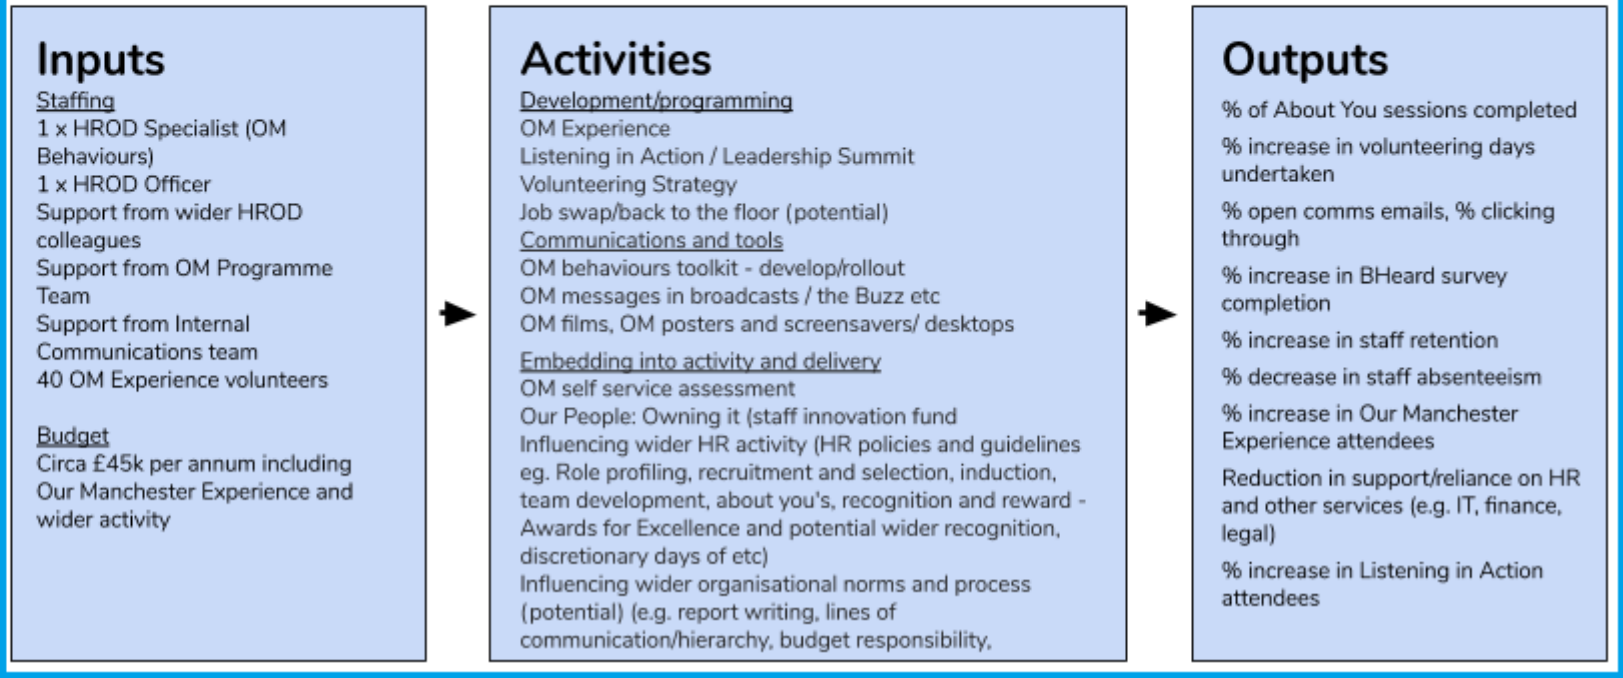 Inputs
Staffing
1 x HROD Specialist (OM
Behaviours)
1 x HROD Officer
Support from wider HROD
colleagues
Support from OM Programme
Team
Support from Internal
Communications team
40 OM Experience volunteers
Budget
Circa £45k per annum including
Our Manchester Experience and
wider activity
Activities
Development/programming
OM Experience
Listening in Action / Leadership Summit
Volunteering Strategy
Job swap/back to the floor (potential)
Communications and tools
OM behaviours toolkit - develop/rollout
OM messages in broadcasts / the Buzz etc
OM films, OM posters and screensavers/ desktops
Embedding into activity and delivery
OM self service assessment
Our People: Owning it (staff innovation fund
Influencing wider HR activity (HR policies and guidelines
eg. Role profiling, recruitment and selection, induction,
team development, about you's, recognition and reward -
Awards for Excellence and potential wider recognition,
discretionary days of etc)
Influencing wider organisational norms and process
(potential) (e.g. report writing, lines of
communication/hierarchy, budget responsibility,
Outputs
% of About You sessions completed
% increase in volunteering days
undertaken
% open comms emails, % clicking
through
% increase in BHeard survey
completion
% increase in staff retention
% decrease in staff absenteeism
% increase in Our Manchester
Experience attendees
Reduction in support/reliance on HR
and other services (e.g. IT, finance,
legal)
% increase in Listening in Action
attendees